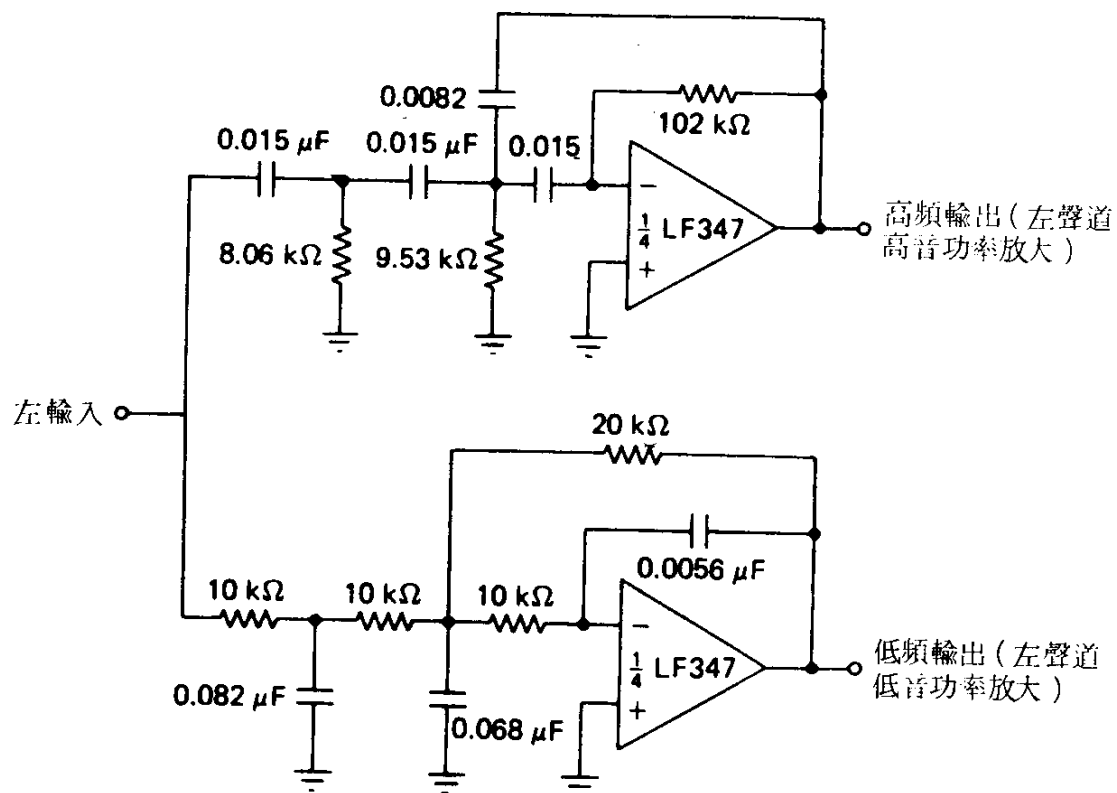 0.0082
102 kΩ
0.015 μF
0.015 μF
0.015
−
1/4 LF347
+
8.06 kΩ
9.53 kΩ
高頻輸出(左聲道
高音功率放大)
左輸入
20 kΩ
0.0056 μF
10 kΩ
10 kΩ
10 kΩ
−
1/4 LF347
+
0.082 μF
0.068 μF
低頻輸出(左聲道
低音功率放大)